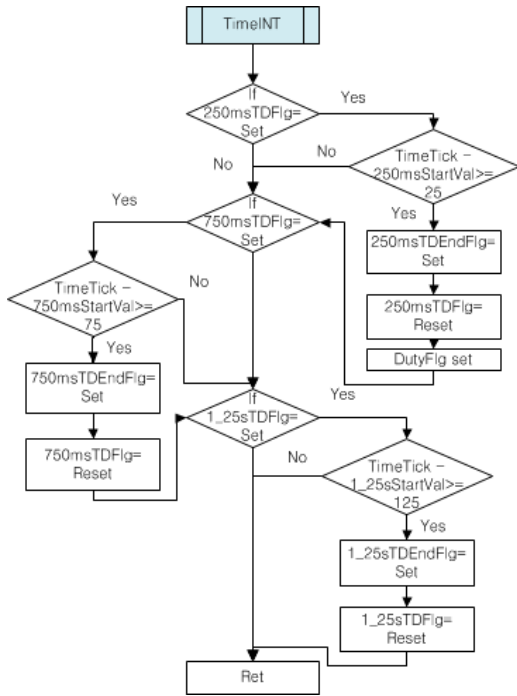 TimeINT
If
250msTDFlg=
Set
Yes
No
No
TimeTick -
250msStartVal>=
25
Yes
250msTDEndFlg=
Set
250msTDFlg=
Reset
DutyFlg set
If
750msTDFlg=
Set
Yes
No
TimeTick -
750msStartVal>=
75
Yes
750msTDEndFlg=
Set
750msTDFlg=
Reset
If
1_25sTDFlg=
Set
Yes
No
TimeTick -
1_25sStartVal>=
125
Yes
1_25sTDEndFlg=
Set
1_25sTDFlg=
Reset
Ret